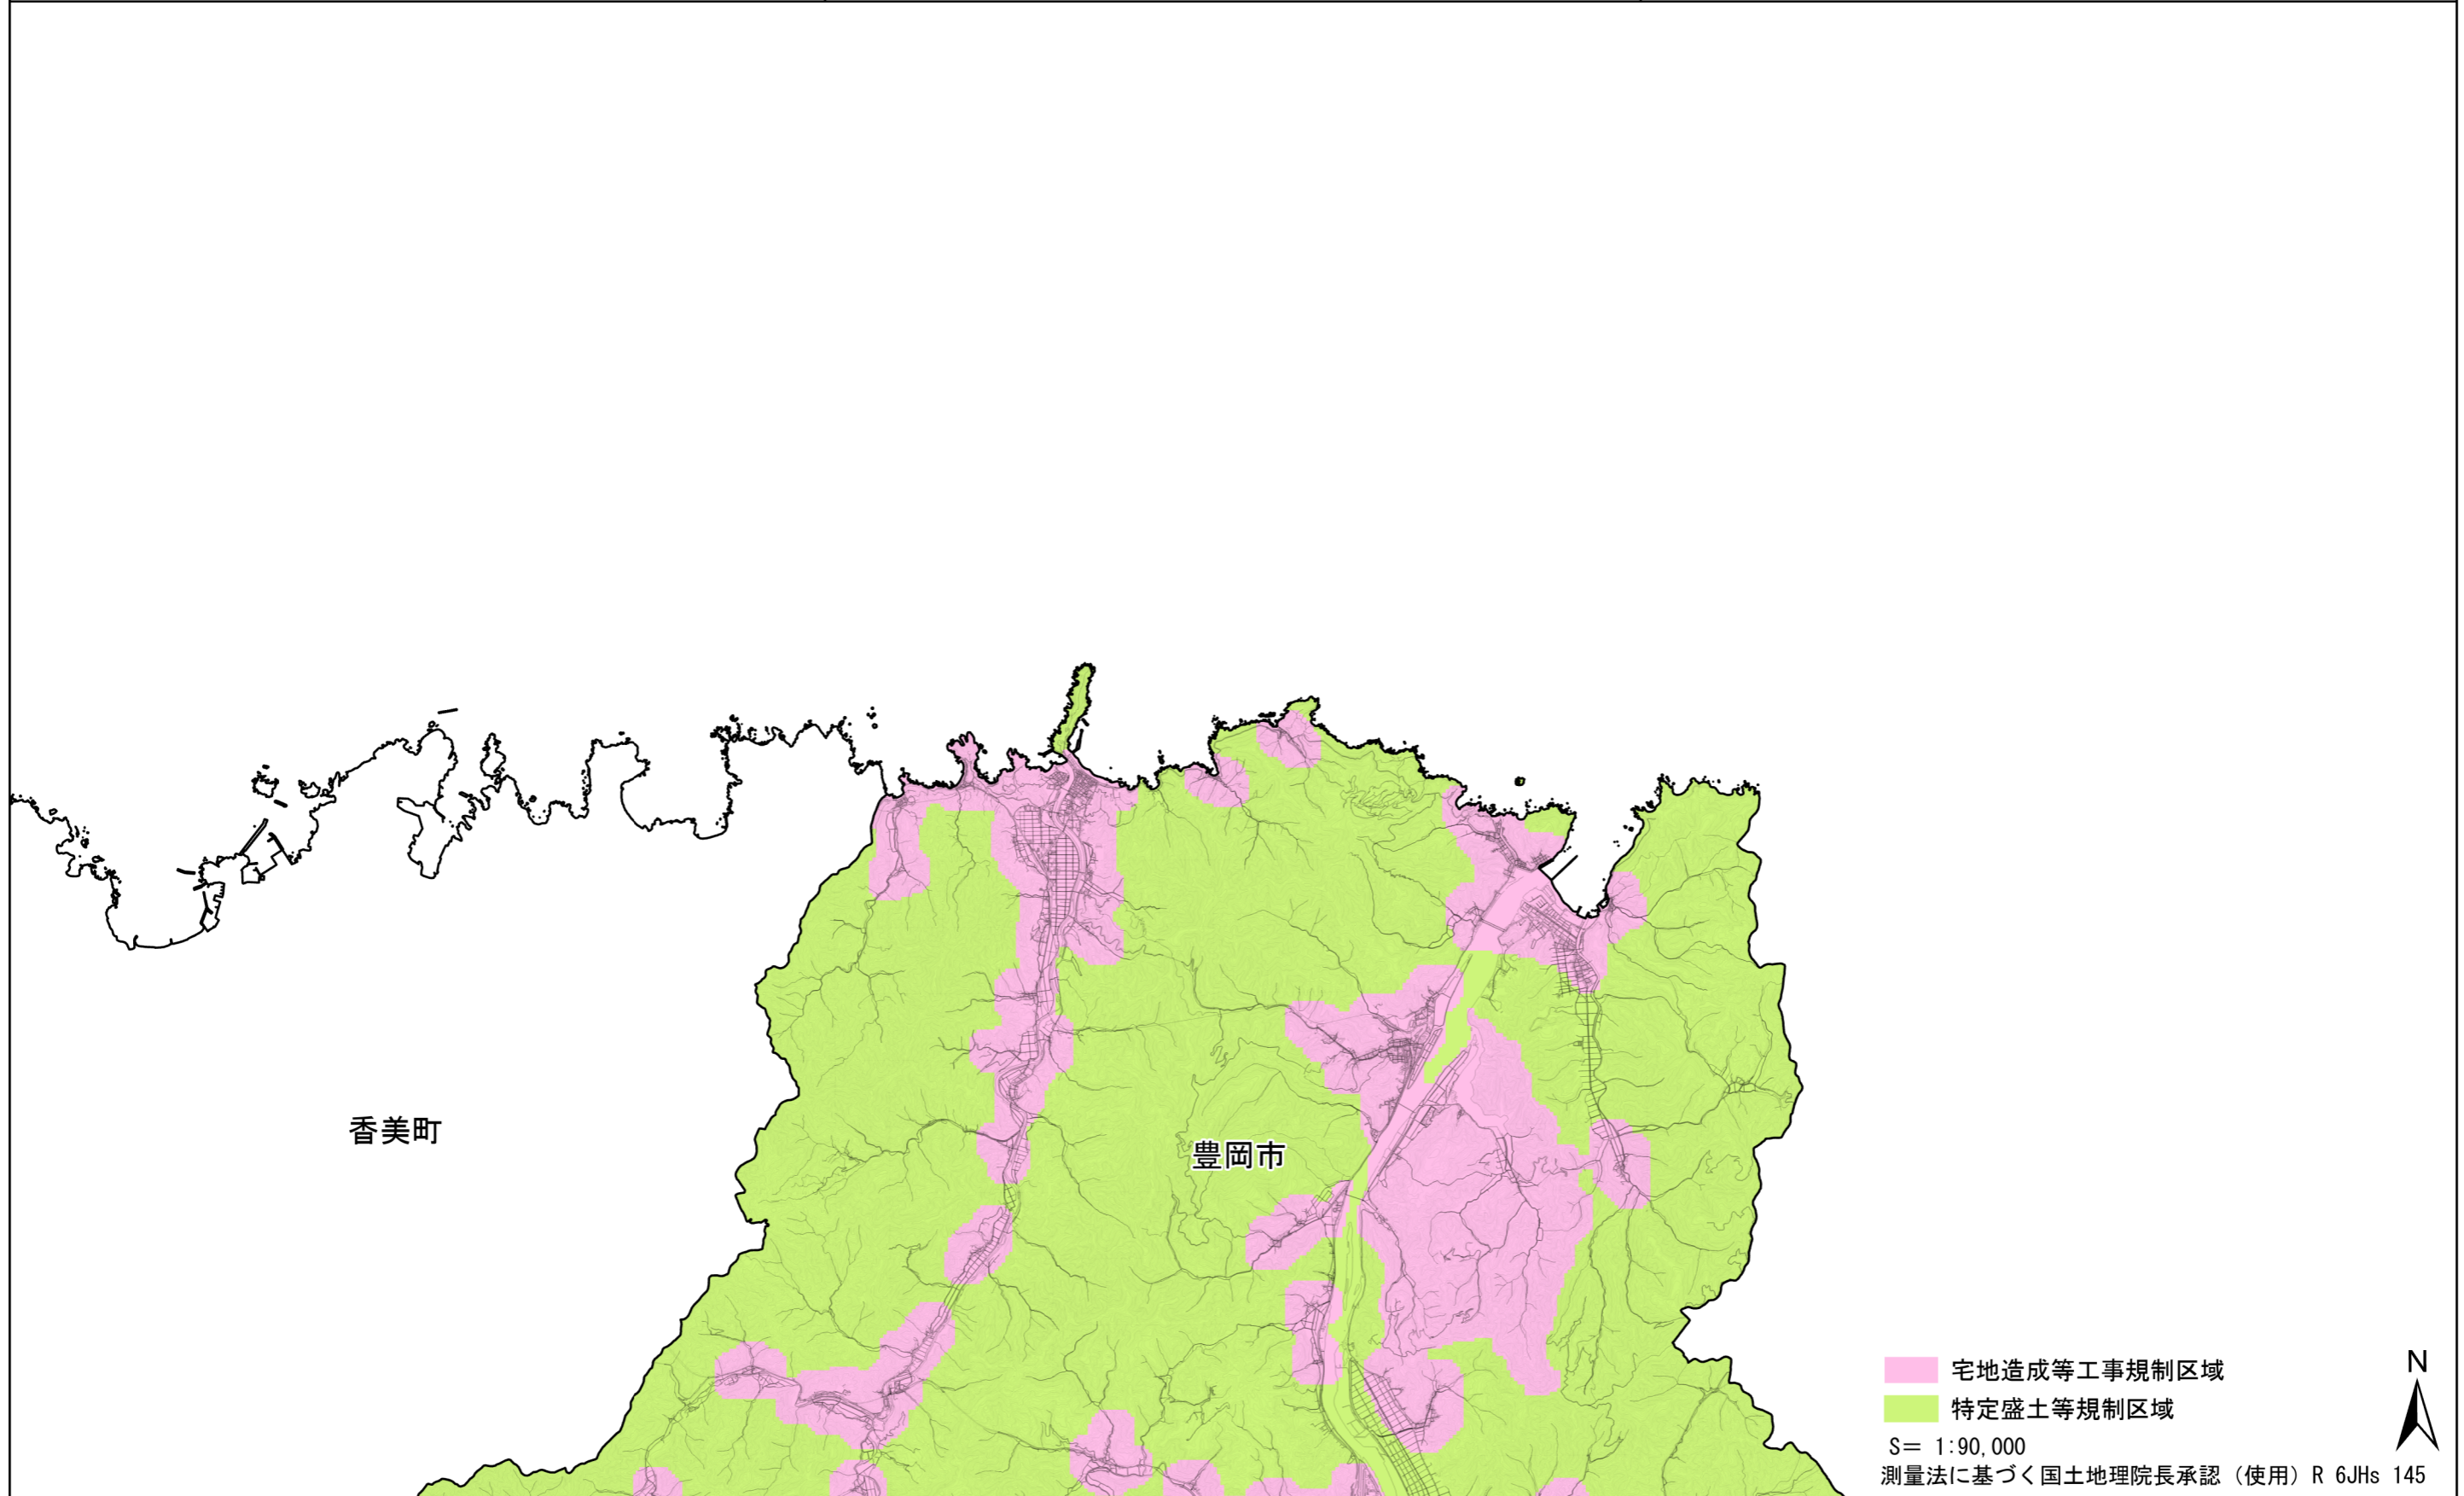 香美町
豊岡市
N
宅地造成等工事規制区域
特定盛土等規制区域
S= 1:90,000
測量法に基づく国土地理院長承認（使用）R 6JHs 145